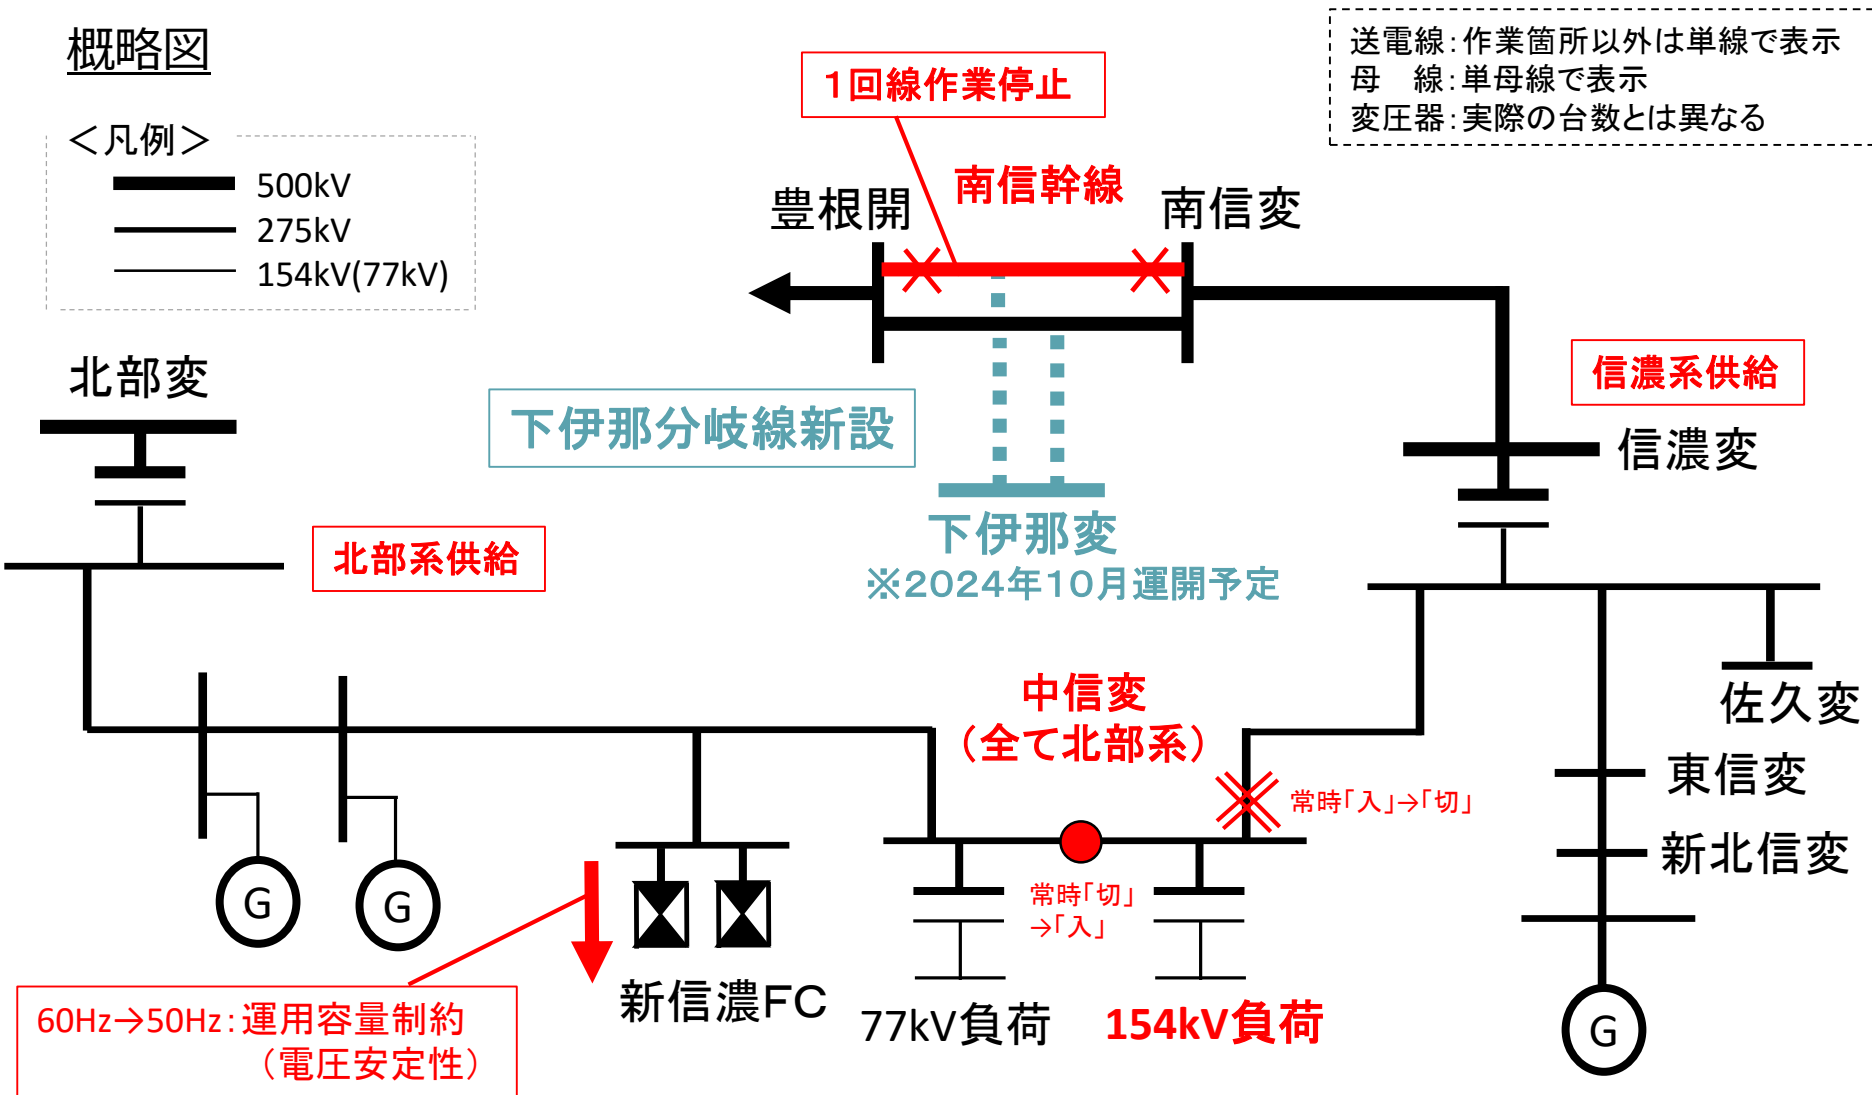 概略図
＜凡例＞
500kV
275kV
154kV(77kV)
送電線：作業箇所以外は単線で表示
母　線：単母線で表示
変圧器：実際の台数とは異なる
１回線作業停止
南信幹線
豊根開
南信変
北部変
下伊那分岐線新設
信濃系供給
信濃変
下伊那変
※2024年10月運開予定
北部系供給
中信変
（全て北部系）
佐久変
東信変
常時「入」→「切」
新北信変
常時「切」
→「入」
G
G
新信濃FC
77kV負荷
154kV負荷
G
60Hz→50Hz：運用容量制約
（電圧安定性）